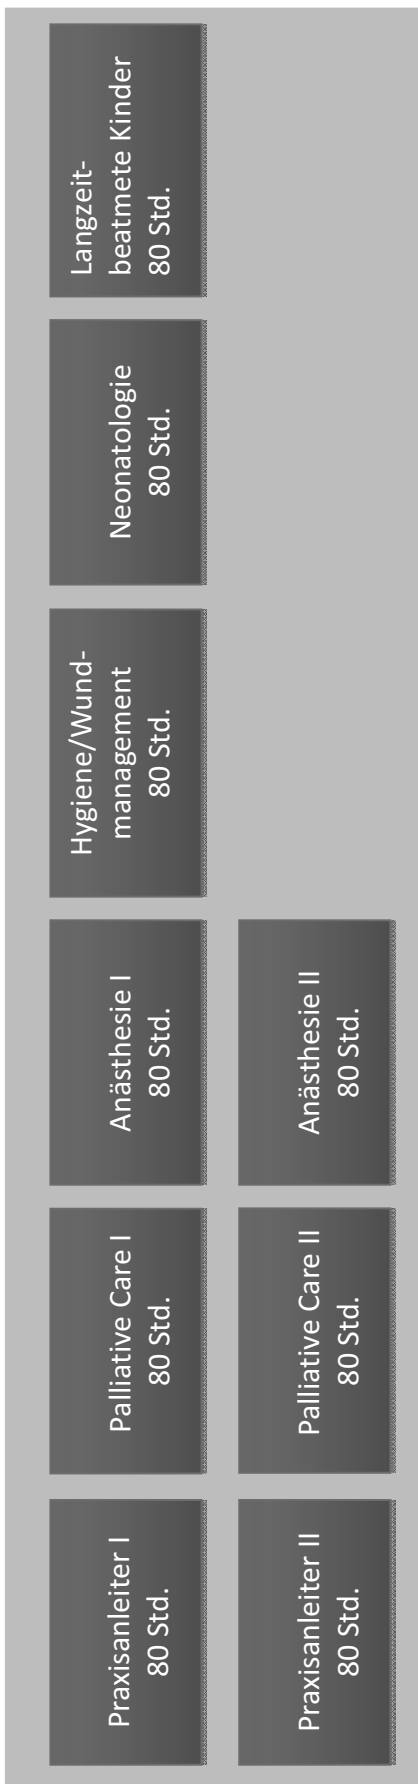 Praxisanleiter I
80 Std.
Palliative Care I
80 Std.
Anästhesie I
80 Std.
Hygiene/Wund-
management
80 Std.
Neonatologie
80 Std.
Langzeit-
beatmete Kinder
80 Std.
Praxisanleiter II
80 Std.
Palliative Care II
80 Std.
Anästhesie II
80 Std.